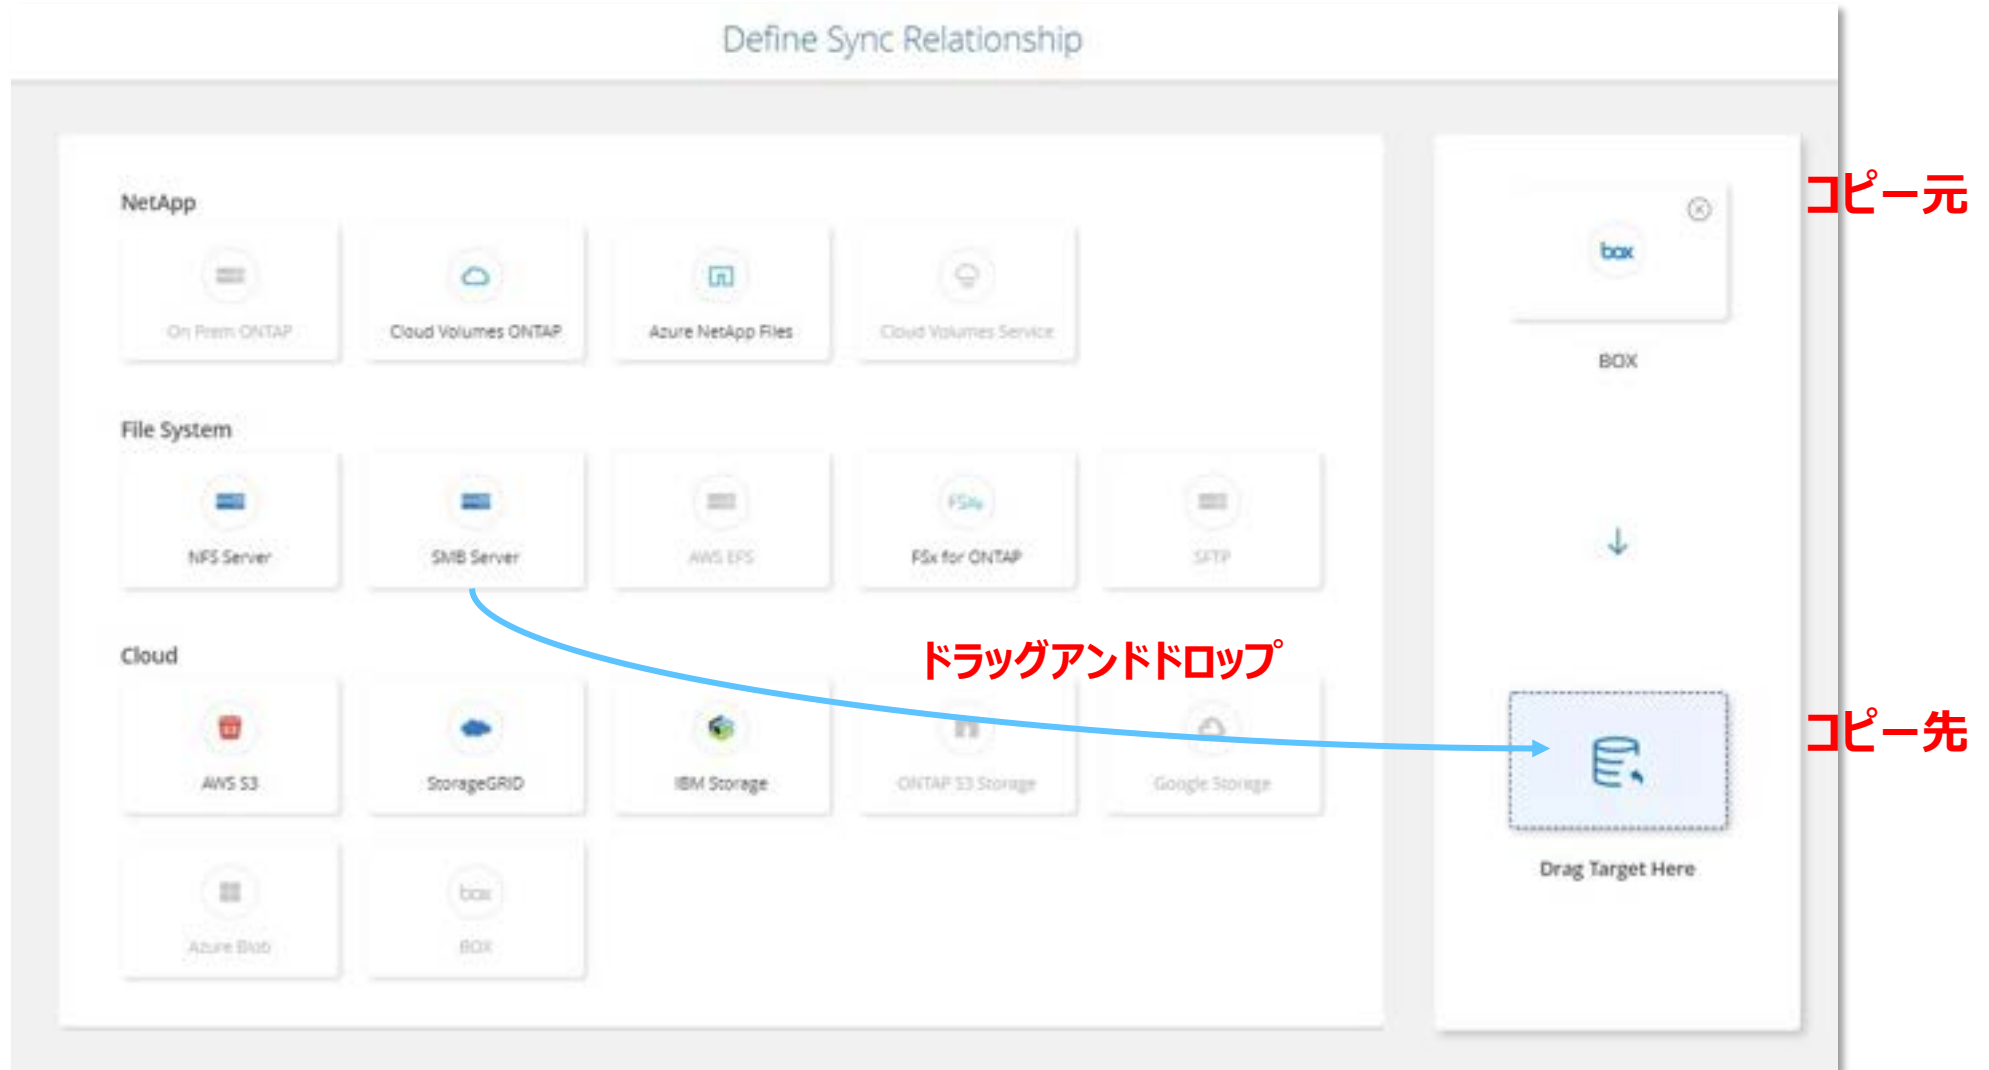 Define Sync Relationship
NetApp
On Prem ONTAP
Cloud Volumes ONTAP
Azure NetApp Files
Cloud Volumes Service
File System
NFS Server
SMB Server
AWS EFS
FSx
FSx for ONTAP
SFTP
Cloud
AWS S3
StorageGRID
IBM Storage
ONTAP S3 Storage
Google Storage
Azure Blob
box
BOX
ドラッグアンドドロップ
コピー元
box
BOX
コピー先
Drag Target Here